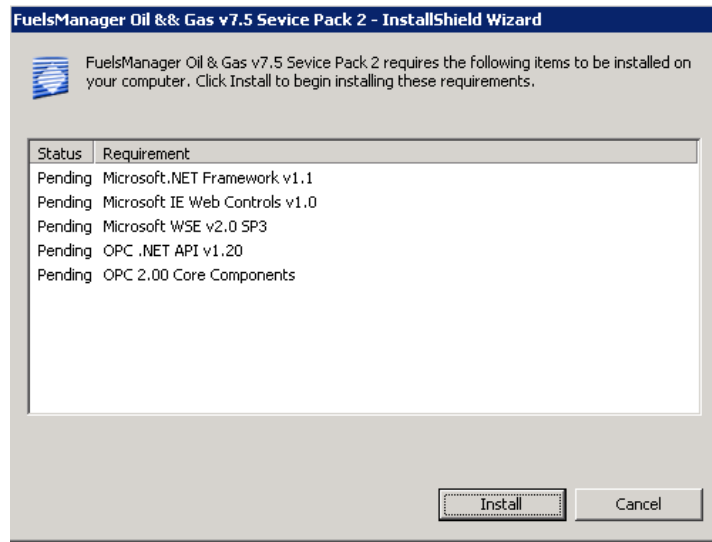 FuelsManager Oil && Gas v7.5 Sevice Pack 2 - InstallShield Wizard
FuelsManager Oil & Gas v7.5 Sevice Pack 2 requires the following items to be installed on
your computer. Click Install to begin installing these requirements.
Status Requirement
Pending Microsoft.NET Framework v1.1
Pending Microsoft IE Web Controls v1.0
Pending Microsoft WSE v2.0 SP3
Pending OPC .NET API v1.20
Pending OPC 2.00 Core Components
Install Cancel